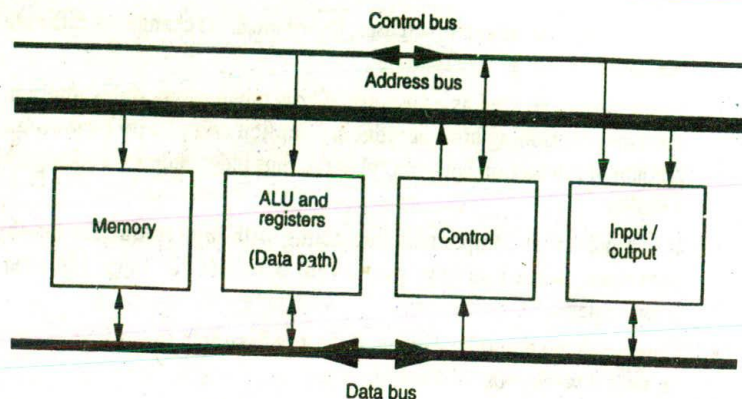 Control bus
Address bus
Memory
ALU and
registers
(Data path)
Control
Input /
output
Data bus